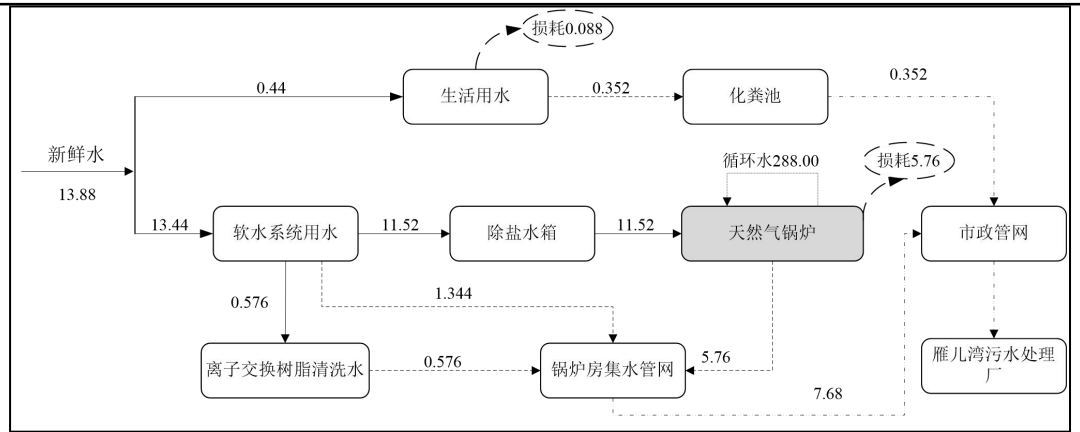 损耗0.088
0.44
生活用水
0.352
化粪池
0.352
新鲜水
13.88
循环水288.00
损耗5.76
13.44
软水系统用水
11.52
除盐水箱
11.52
天然气锅炉
市政管网
0.576
1.344
离子交换树脂清洗水
0.576
锅炉房集水管网
5.76
7.68
雁儿湾污水处理
厂